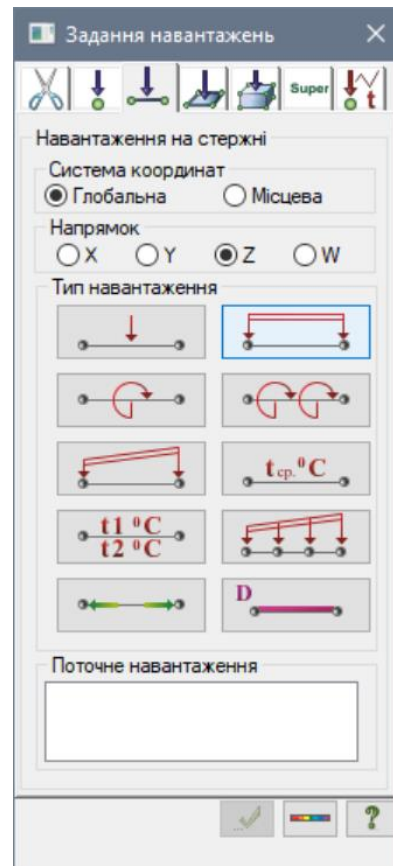 Задання навантажень
Super
t
Навантаження на стержні
Система координат
Глобальна Місцева
Напрямок
X Y Z W
Тип навантаження
t ср. ⁰C
t1 ⁰C
t2 ⁰C
D
Поточне навантаження
?